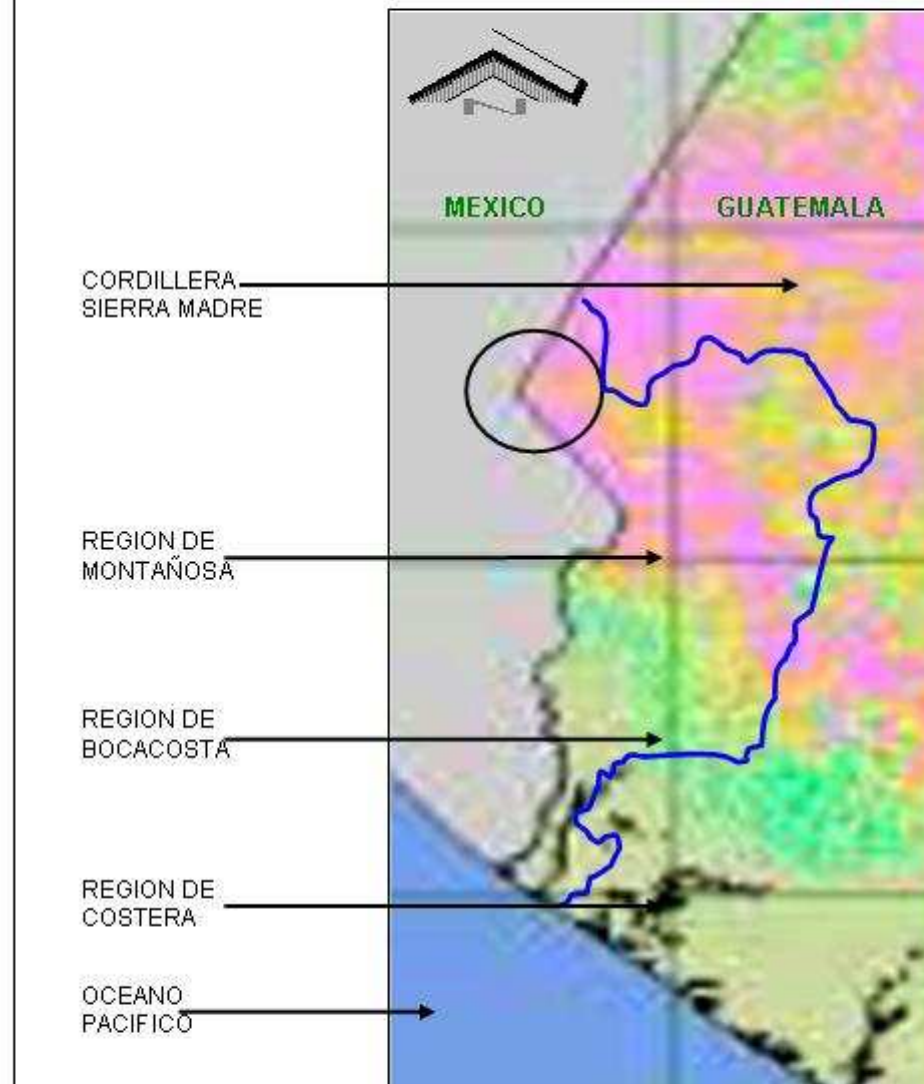 MEXICO
GUATEMALA
CORDILLERA
SIERRA MADRE
REGION DE
MONTAÑOSA
REGION DE
BOCACOSTA
REGION DE
COSTERA
OCEANO
PACIFICO